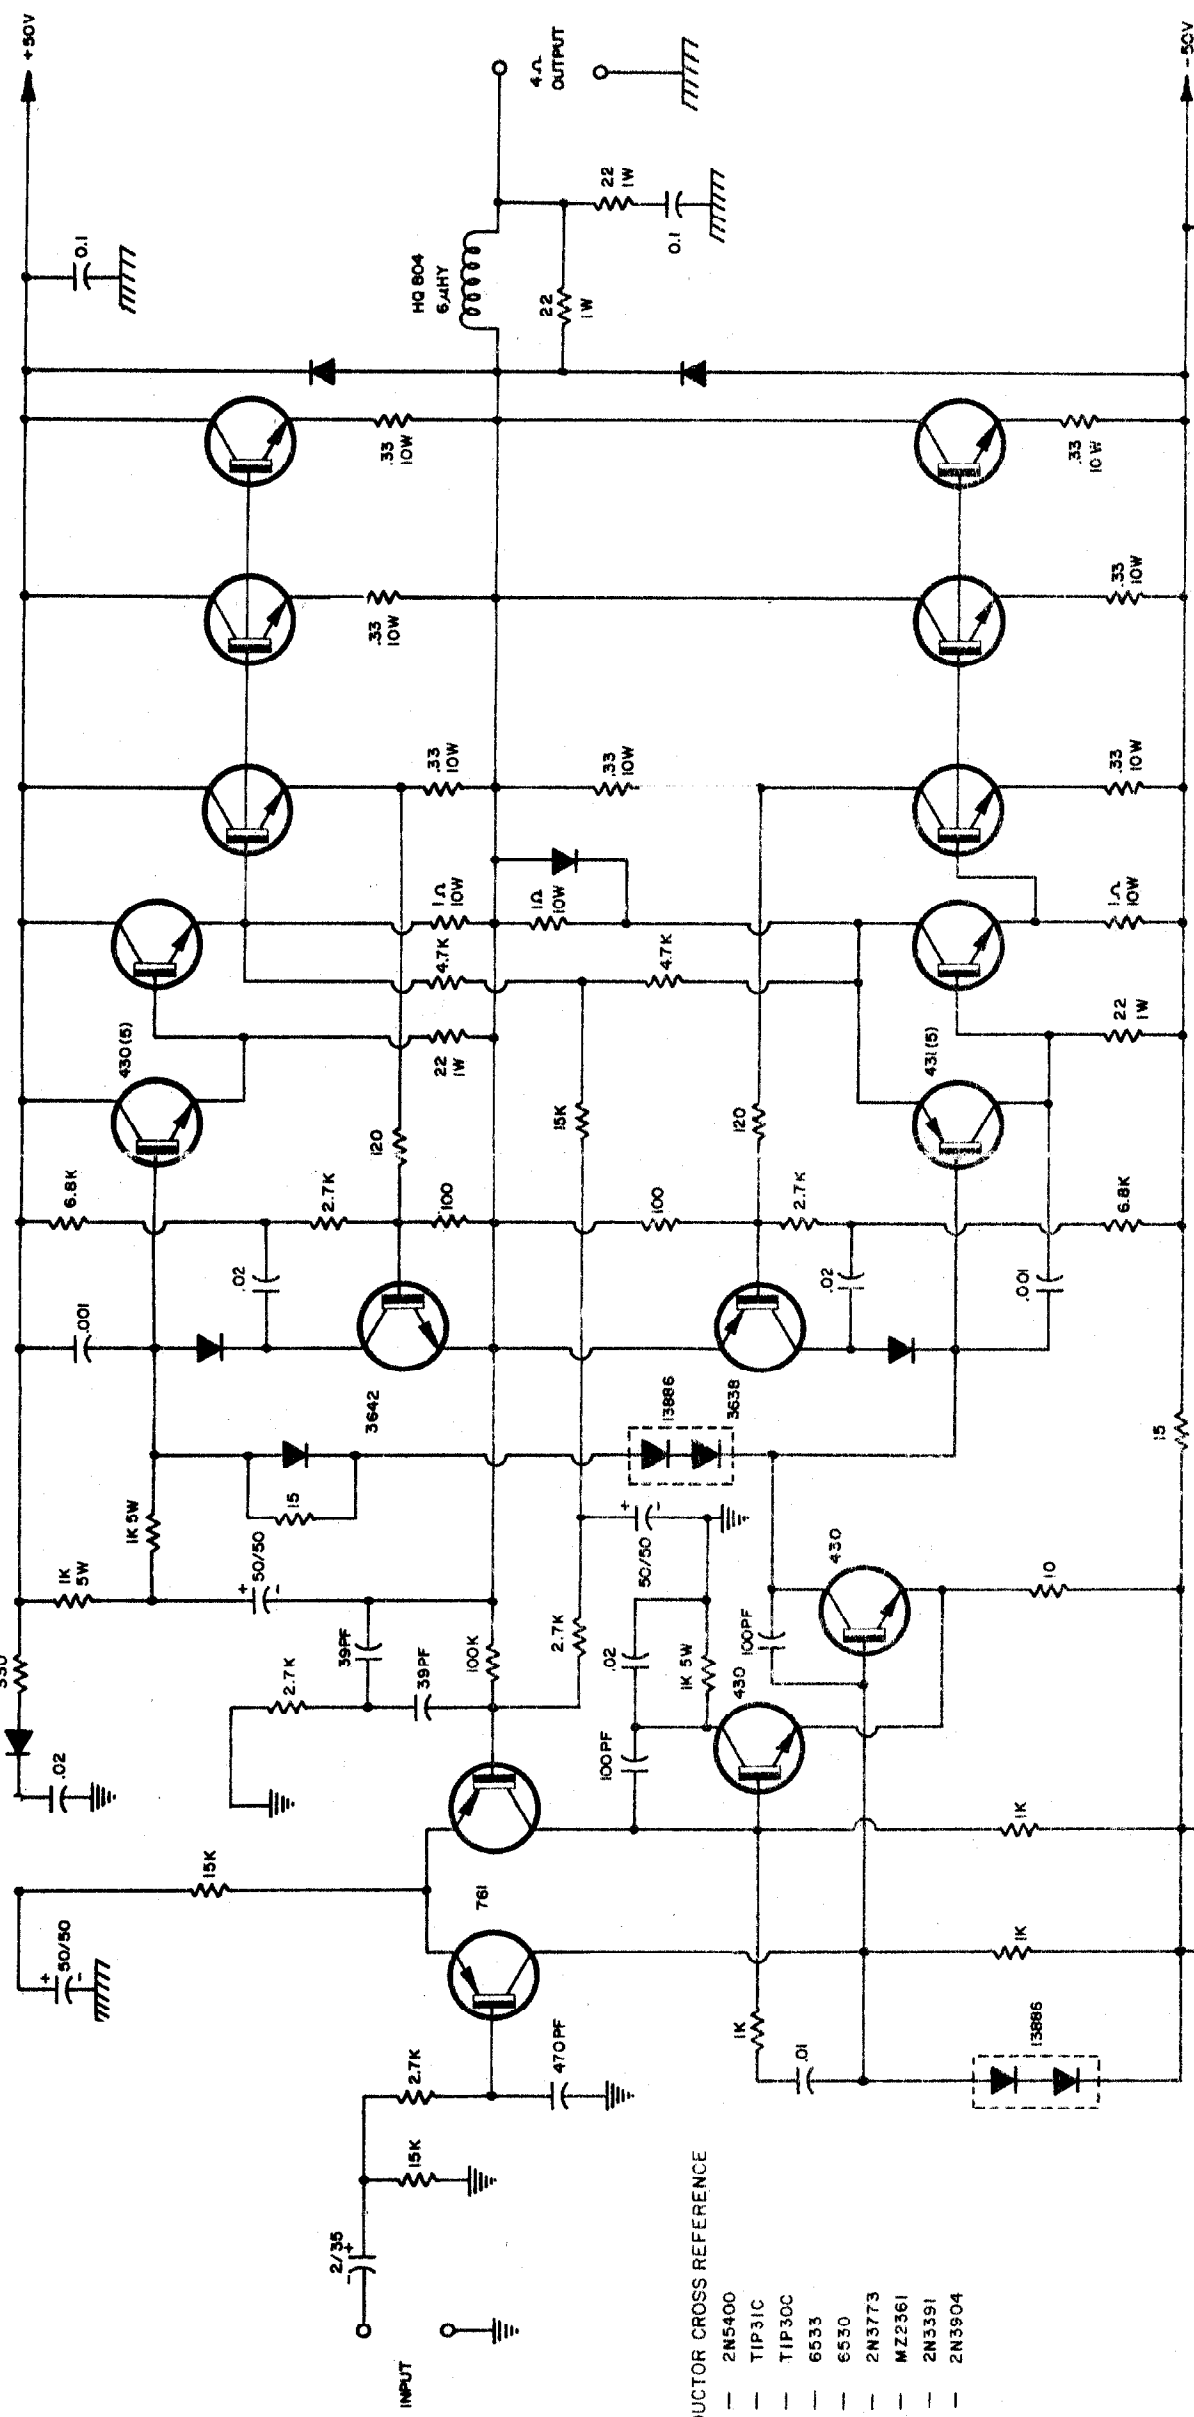 +50V
0.1
4Ω
OUTPUT
HQ 804
6µHY
22
1W
22
1W
0.1
-50V
.33
10W
.33
10W
.33
10W
.33
10W
.33
10W
.33
10W
.33
10W
1Ω
10W
1Ω
10W
1Ω
10W
4.7K
4.7K
430(5)
22
1W
431(5)
22
1W
15K
120
120
6.8K
2.7K
100
100
2.7K
6.8K
.001
.02
.02
.001
3642
3638
13886
15
15
1K 5W
1K
5W
50/50
50/50
39PF
39PF
100K
2.7K
2.7K
.02
1K 5W
100PF
430
10
430
100PF
.02
15K
761
1K
1K
50/50
2.7K
470PF
1K
.01
13886
15K
2/35
INPUT
DUCTOR CROSS REFERENCE
— 2N5400
— TIP31C
— TIP30C
— 6533
— 6530
— 2N3773
— MZ2361
— 2N3391
— 2N3904